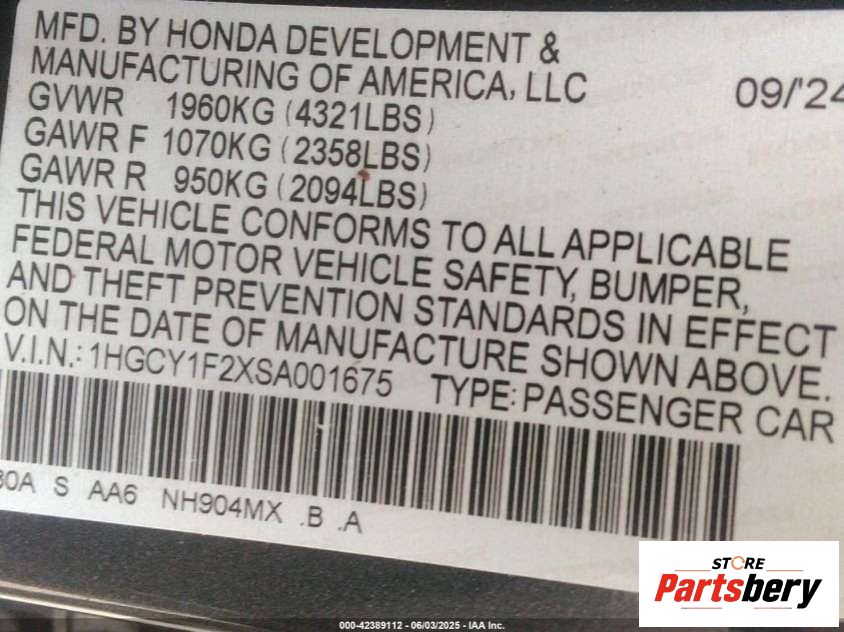 MFD. BY HONDA DEVELOPMENT &
MANUFACTURING OF AMERICA, LLC 09/'24
GVWR 1960KG (4321LBS)
GAWR F 1070KG (2358LBS)
GAWR R 950KG (2094LBS)
THIS VEHICLE CONFORMS TO ALL APPLICABLE
FEDERAL MOTOR VEHICLE SAFETY, BUMPER,
AND THEFT PREVENTION STANDARDS IN EFFECT
ON THE DATE OF MANUFACTURE SHOWN ABOVE.
V.I.N.: 1HGCY1F2XSA001675 TYPE: PASSENGER CAR
S AA6 NH904MX .B .A
STORE
Partsbery
000-42389112 - 06/03/2025 - IAA Inc.